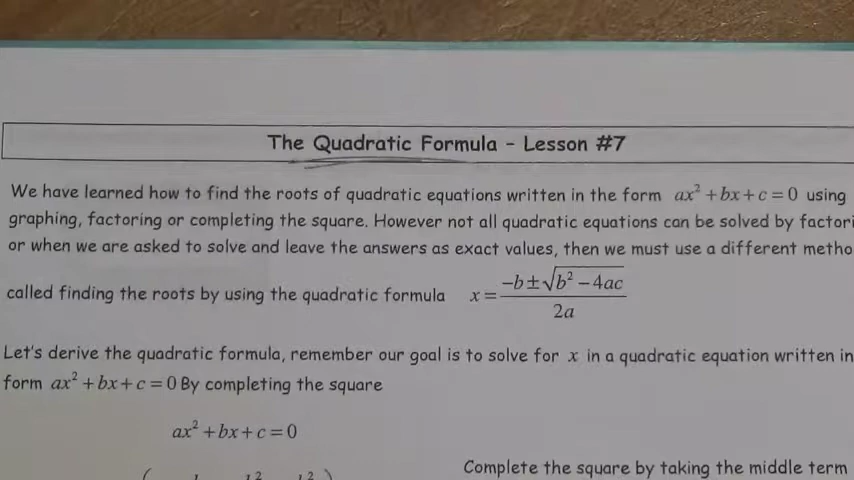 The Quadratic Formula - Lesson #7
We have learned how to find the roots of quadratic equations written in the form ax² + bx + c = 0 using
graphing, factoring or completing the square. However not all quadratic equations can be solved by factori
or when we are asked to solve and leave the answers as exact values, then we must use a different metho
called finding the roots by using the quadratic formula x = (-b ± √(b² - 4ac)) / 2a
Let's derive the quadratic formula, remember our goal is to solve for x in a quadratic equation written in
form ax² + bx + c = 0 By completing the square
ax² + bx + c = 0
Complete the square by taking the middle term